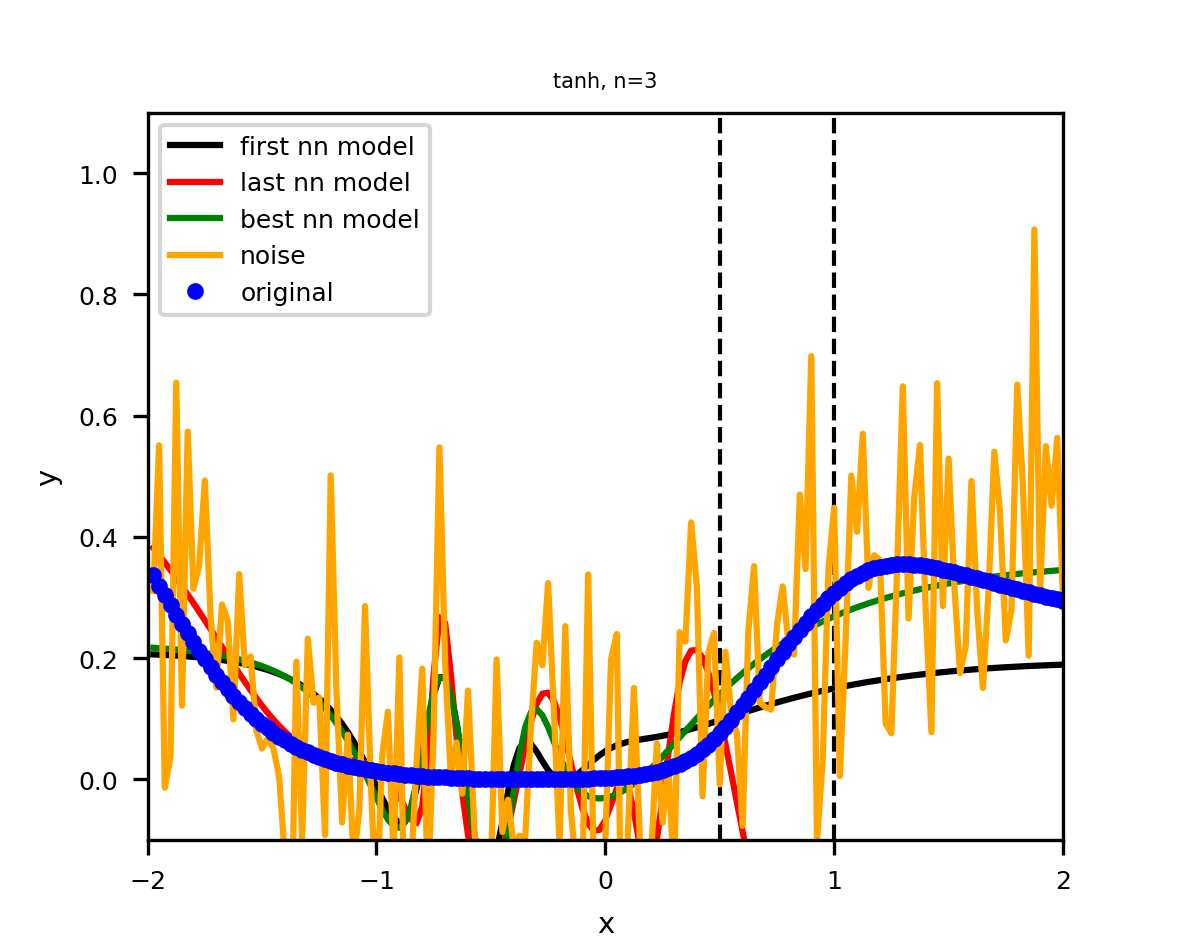 tanh, n=3
first nn model
last nn model
best nn model
noise
original
1.0
0.8
0.6
0.4
0.2
0.0
y
−2
−1
0
1
2
x